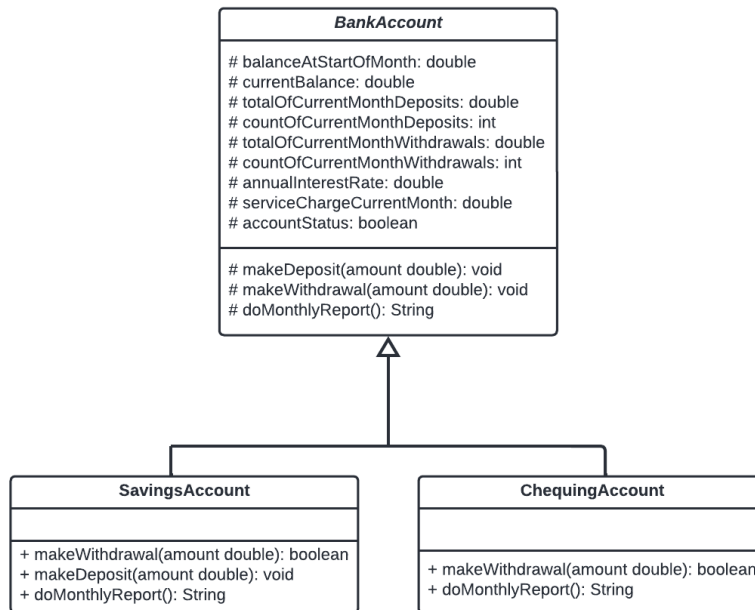 BankAccount
# balanceAtStartOfMonth: double
# currentBalance: double
# totalOfCurrentMonthDeposits: double
# countOfCurrentMonthDeposits: int
# totalOfCurrentMonthWithdrawals: double
# countOfCurrentMonthWithdrawals: int
# annualInterestRate: double
# serviceChargeCurrentMonth: double
# accountStatus: boolean
# makeDeposit(amount double): void
# makeWithdrawal(amount double): void
# doMonthlyReport(): String
SavingsAccount
+ makeWithdrawal(amount double): boolean
+ makeDeposit(amount double): void
+ doMonthlyReport(): String
ChequingAccount
+ makeWithdrawal(amount double): boolean
+ doMonthlyReport(): String